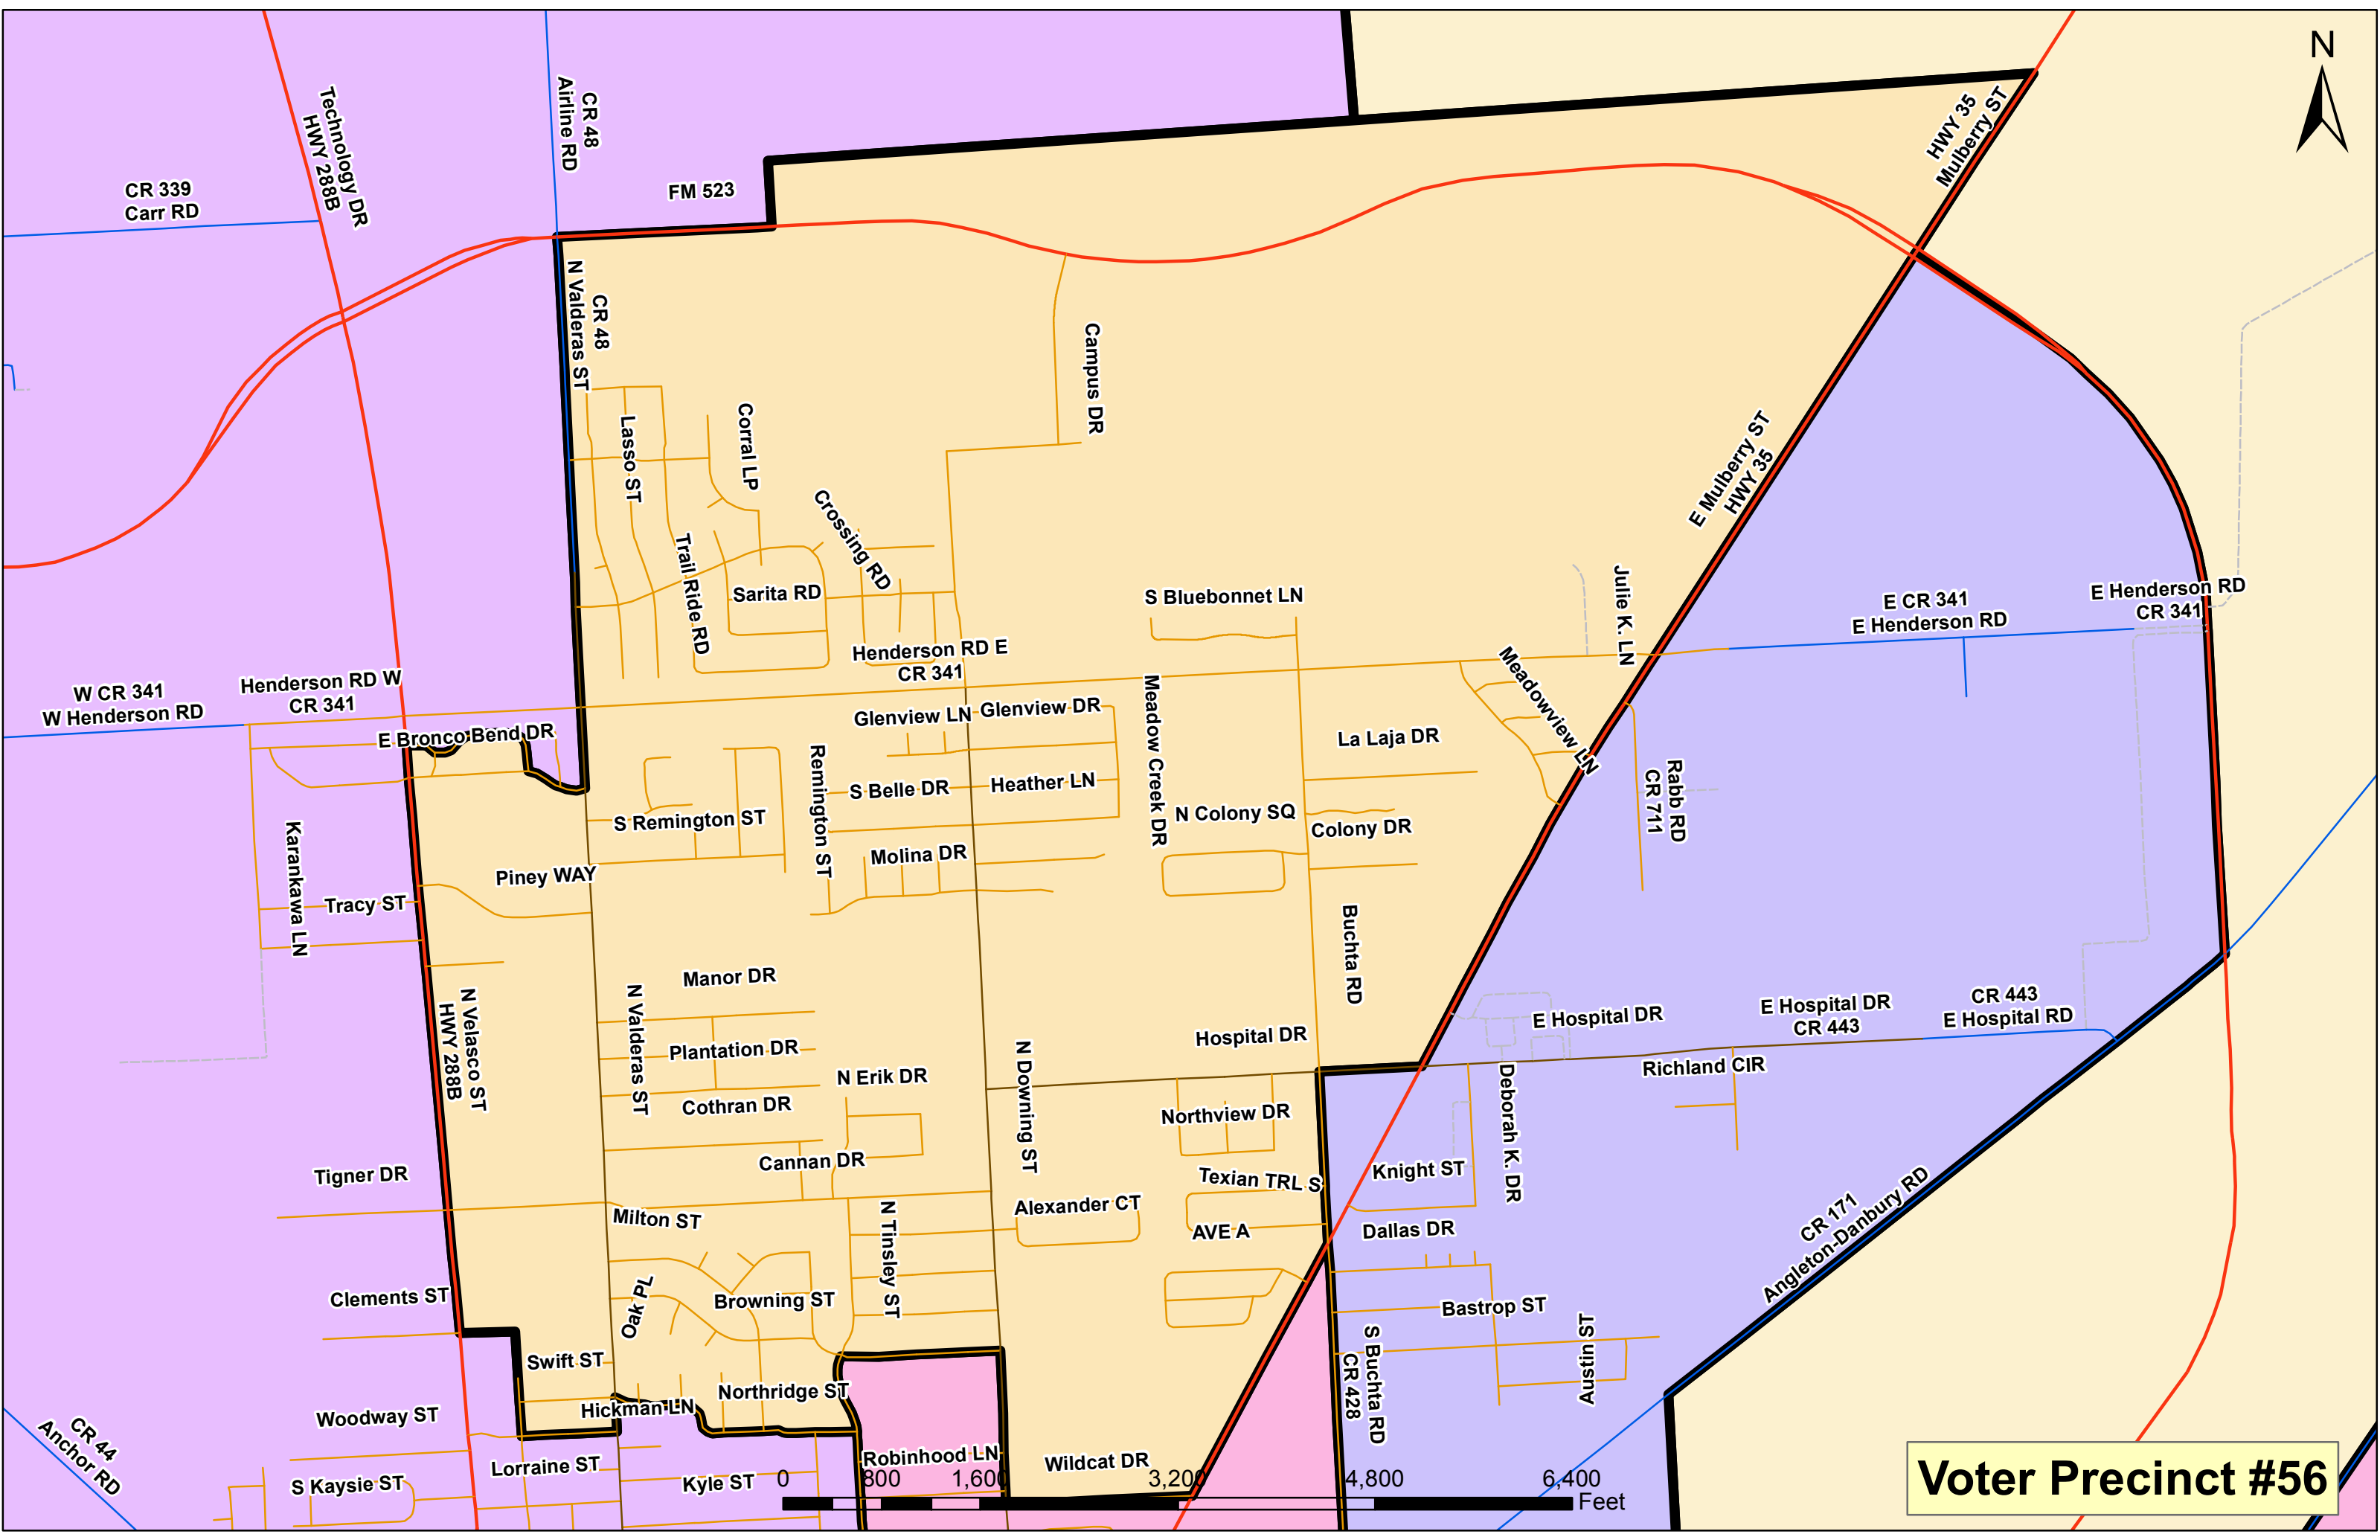 N
CR 48
Airline RD
Technology DR
HWY 288B
CR 339
Carr RD
FM 523
HWY 35
Mulberry ST
CR 48
N Valderas ST
Campus DR
Lasso ST
Corral LP
Crossing RD
Trail Ride RD
Sarita RD
E Mulberry ST
HWY 35
S Bluebonnet LN
Julie K. LN
E CR 341
E Henderson RD
E Henderson RD
CR 341
Henderson RD E
CR 341
W CR 341
W Henderson RD
Henderson RD W
CR 341
E Bronco Bend DR
Glenview LN
Glenview DR
Meadow Creek DR
Meadowview LN
La Laja DR
Remington ST
S Belle DR
Heather LN
N Colony SQ
Colony DR
Rabb RD
CR 711
S Remington ST
Molina DR
Karankawa LN
Piney WAY
Tracy ST
Buchta RD
Manor DR
N Velasco ST
HWY 288B
N Valderas ST
Plantation DR
N Erik DR
Cothran DR
N Downing ST
Hospital DR
E Hospital DR
E Hospital DR
CR 443
CR 443
E Hospital RD
Richland CIR
Northview DR
Deborah K. DR
Cannan DR
Tigner DR
Texian TRL S
Knight ST
Alexander CT
Milton ST
N Tinsley ST
AVE A
Dallas DR
CR 171
Angleton-Danbury RD
Clements ST
Oak PL
Browning ST
Bastrop ST
Austin ST
Swift ST
Northridge ST
Hickman LN
S Buchta RD
CR 428
Woodway ST
CR 44
Anchor RD
Lorraine ST
S Kaysie ST
Kyle ST
Robinhood LN
Wildcat DR
0 800 1,600 3,200 4,800 6,400
Feet
Voter Precinct #56